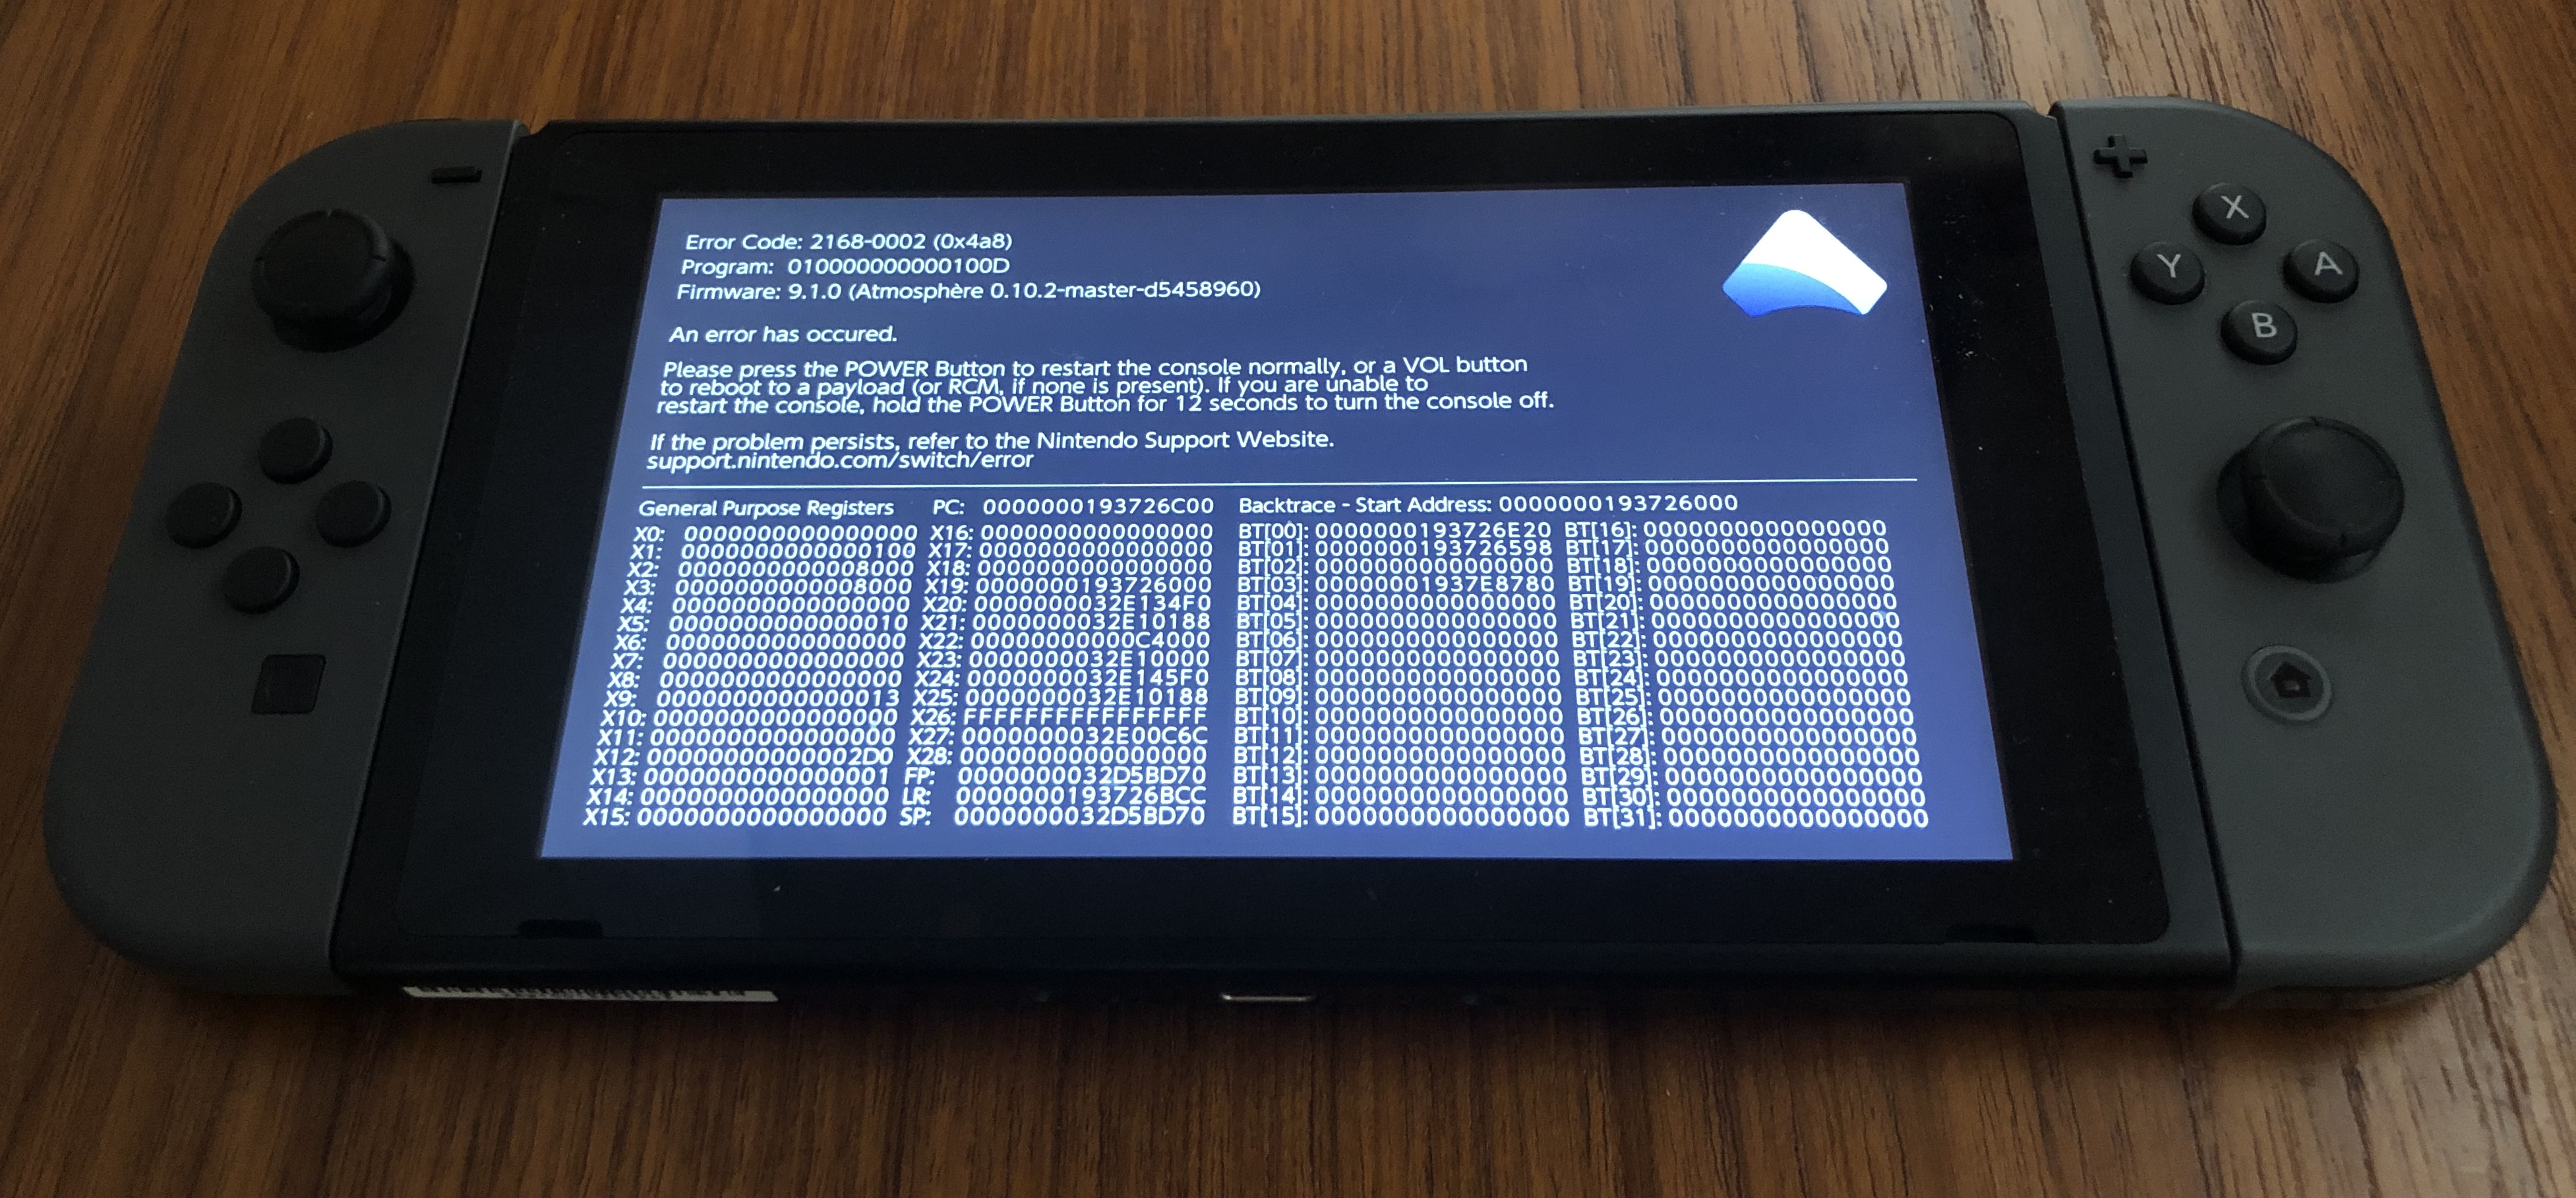 Error Code: 2168-0002 (0x4a8)
Program: 010000000000100D
Firmware: 9.1.0 (Atmosphère 0.10.2-master-d5458960)
An error has occured.
Please press the POWER Button to restart the console normally, or a VOL button
to reboot to a payload (or RCM, if none is present). If you are unable to
restart the console, hold the POWER Button for 12 seconds to turn the console off.
If the problem persists, refer to the Nintendo Support Website.
support.nintendo.com/switch/error
General Purpose Registers PC: 0000000193726C00 Backtrace - Start Address: 0000000193726000
X0: 0000000000000000 X16: 0000000000000000 BT[00]: 0000000193726E20 BT[16]: 0000000000000000
X1: 0000000000000100 X17: 0000000000000000 BT[01]: 0000000193726598 BT[17]: 0000000000000000
X2: 0000000000008000 X18: 0000000000000000 BT[02]: 0000000000000000 BT[18]: 0000000000000000
X3: 0000000000008000 X19: 0000000193726000 BT[03]: 00000001937E8780 BT[19]: 0000000000000000
X4: 0000000000000000 X20: 0000000032E134F0 BT[04]: 0000000000000000 BT[20]: 0000000000000000
X5: 0000000000000010 X21: 0000000032E10188 BT[05]: 0000000000000000 BT[21]: 0000000000000000
X6: 0000000000000000 X22: 00000000000C4000 BT[06]: 0000000000000000 BT[22]: 0000000000000000
X7: 0000000000000000 X23: 0000000032E10000 BT[07]: 0000000000000000 BT[23]: 0000000000000000
X8: 0000000000000000 X24: 0000000032E145F0 BT[08]: 0000000000000000 BT[24]: 0000000000000000
X9: 0000000000000013 X25: 0000000032E10188 BT[09]: 0000000000000000 BT[25]: 0000000000000000
X10: 0000000000000000 X26: FFFFFFFFFFFFFFFF BT[10]: 0000000000000000 BT[26]: 0000000000000000
X11: 0000000000000000 X27: 0000000032E00C6C BT[11]: 0000000000000000 BT[27]: 0000000000000000
X12: 00000000000002D0 X28: 0000000000000000 BT[12]: 0000000000000000 BT[28]: 0000000000000000
X13: 0000000000000001 FP: 0000000032D5BD70 BT[13]: 0000000000000000 BT[29]: 0000000000000000
X14: 0000000000000000 LR: 0000000193726BCC BT[14]: 0000000000000000 BT[30]: 0000000000000000
X15: 0000000000000000 SP: 0000000032D5BD70 BT[15]: 0000000000000000 BT[31]: 0000000000000000
X
Y
A
B